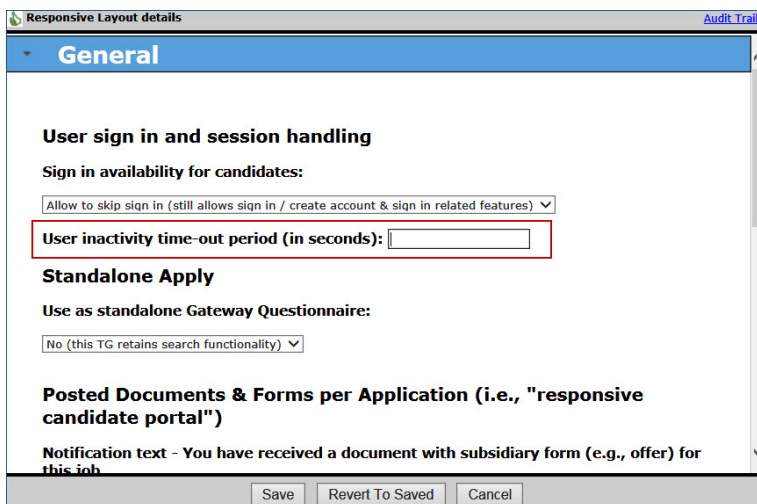 Responsive Layout details Audit Trail
General
User sign in and session handling
Sign in availability for candidates:
Allow to skip sign in (still allows sign in / create account & sign in related features)
User inactivity time-out period (in seconds):
Standalone Apply
Use as standalone Gateway Questionnaire:
No (this TG retains search functionality)
Posted Documents & Forms per Application (i.e., "responsive
candidate portal")
Notification text - You have received a document with subsidiary form (e.g., offer) for
this job
Save Revert To Saved Cancel